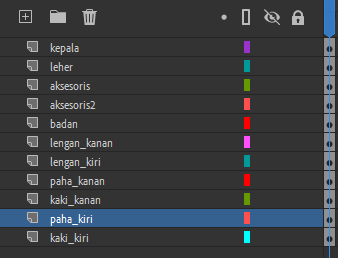 kepala
leher
aksesoris
aksesoris2
badan
lengan_kanan
lengan_kiri
paha_kanan
kaki_kanan
paha_kiri
kaki_kiri